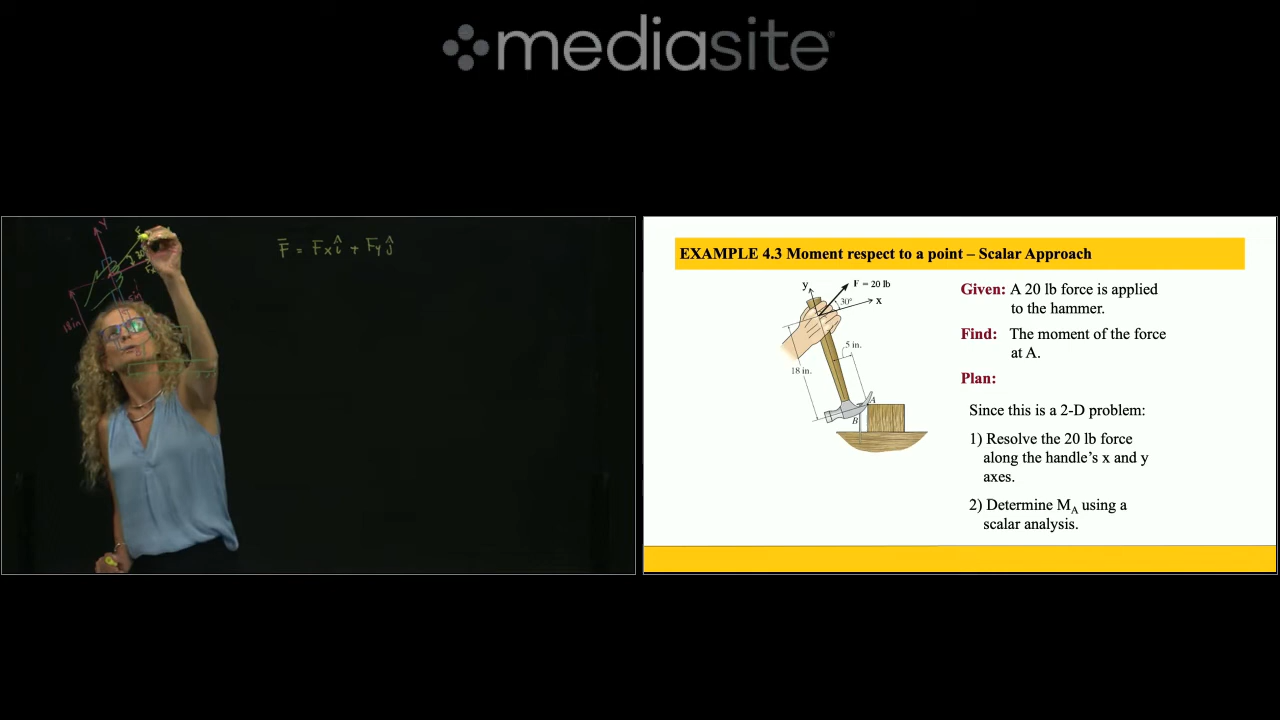 mediasite
y
18 in
F̄ = Fx î + Fy ĵ
EXAMPLE 4.3 Moment respect to a point – Scalar Approach
y
F = 20 lb
30°
x
5 in.
18 in.
A
B
Given: A 20 lb force is applied
to the hammer.
Find: The moment of the force
at A.
Plan:
Since this is a 2-D problem:
1) Resolve the 20 lb force
along the handle’s x and y
axes.
2) Determine MA using a
scalar analysis.